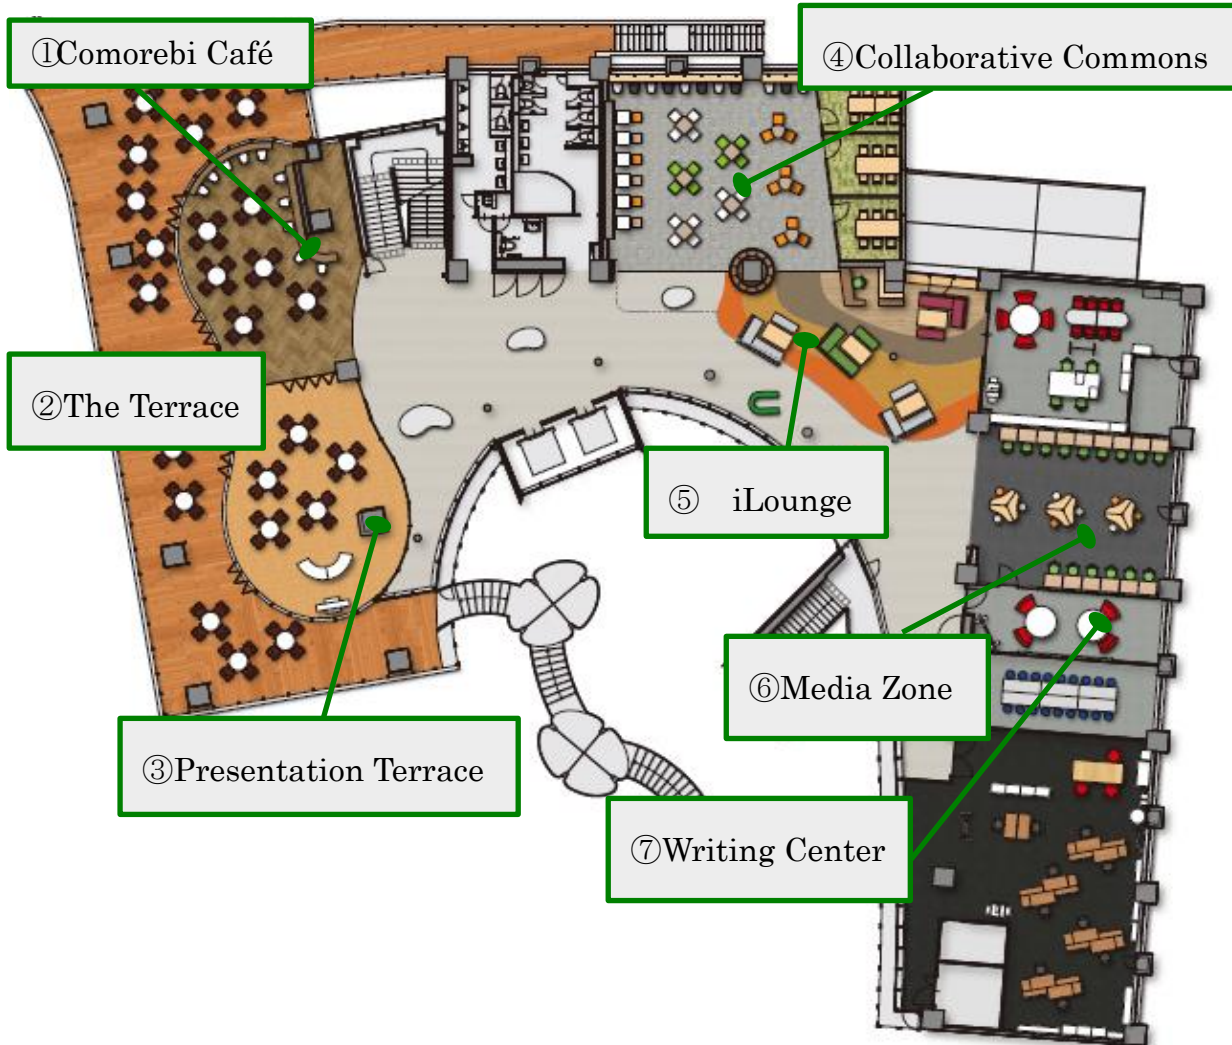 ①Comorebi Café
④Collaborative Commons
②The Terrace
⑤ iLounge
⑥Media Zone
③Presentation Terrace
⑦Writing Center